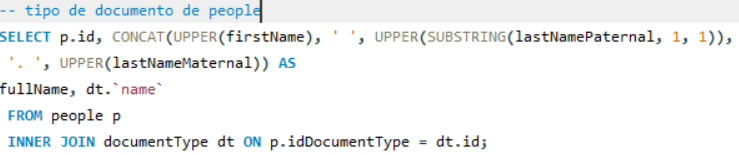 -- tipo de documento de people
SELECT p.id, CONCAT(UPPER(firstName), ' ', UPPER(SUBSTRING(lastNamePaternal, 1, 1)),
'. ', UPPER(lastNameMaternal)) AS
fullName, dt.`name`
FROM people p
INNER JOIN documentType dt ON p.idDocumentType = dt.id;